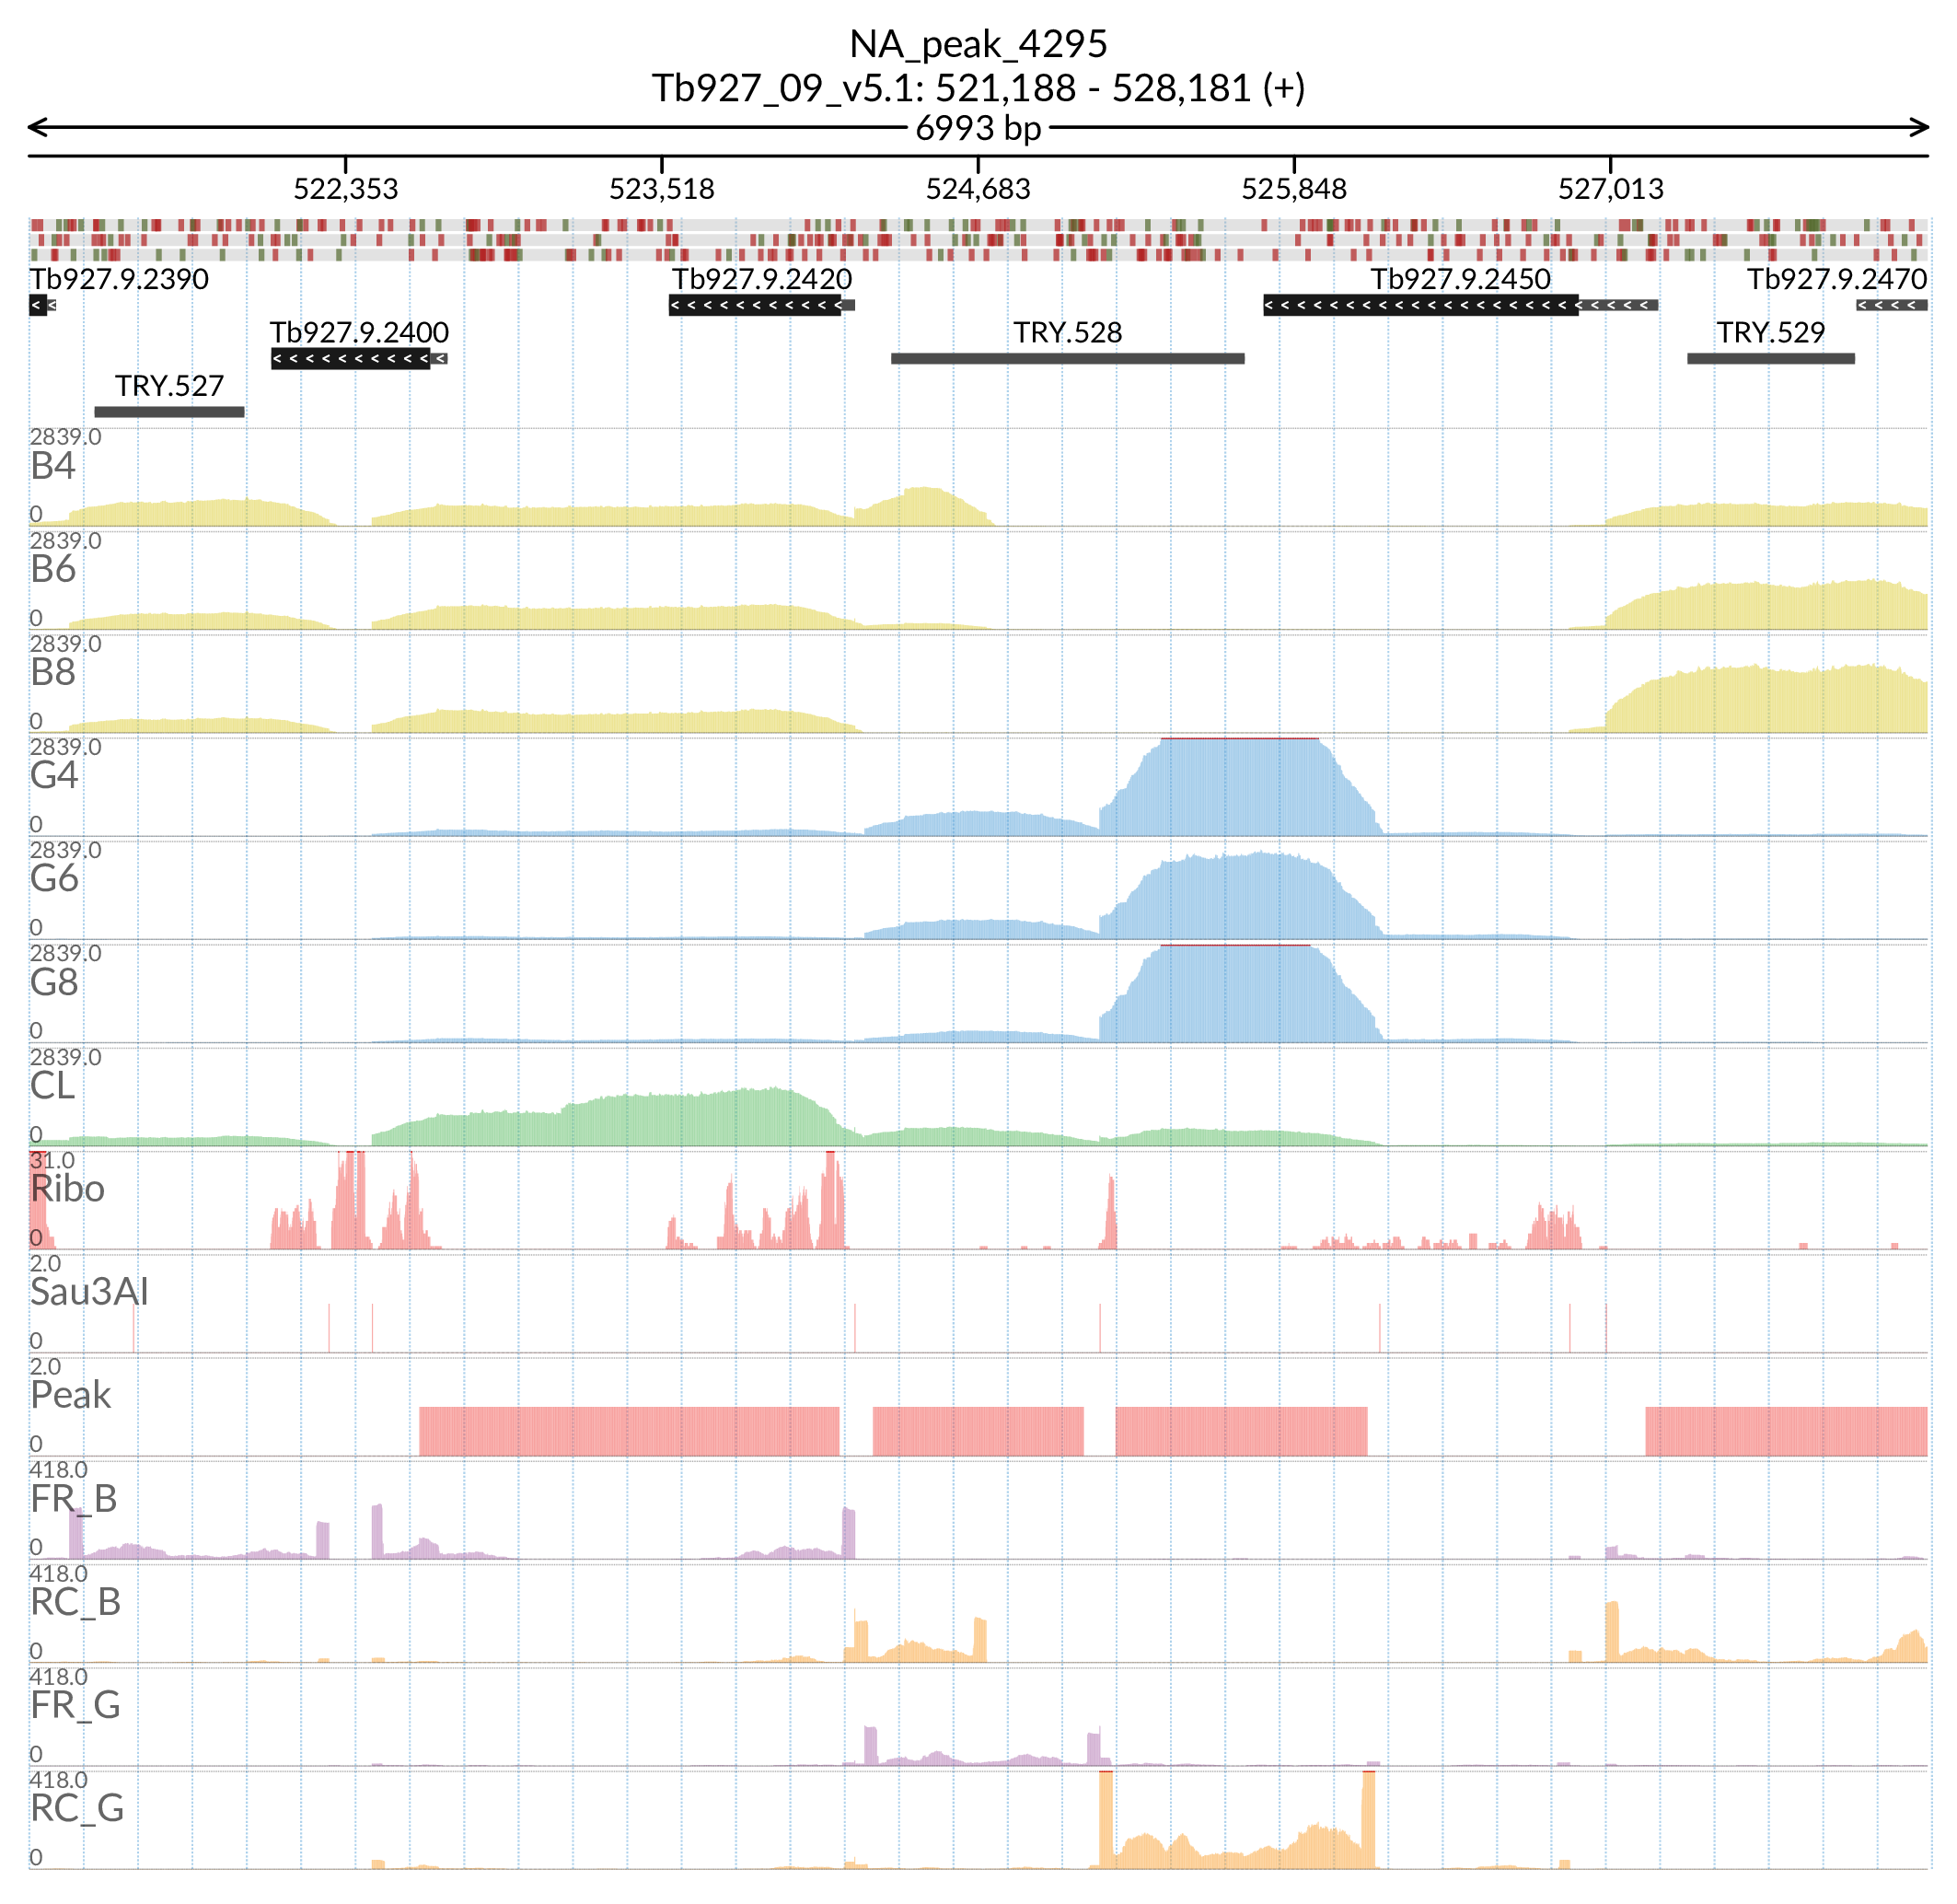 NA_peak_4295
Tb927_09_v5.1: 521,188 - 528,181 (+)
6993 bp
522,353 523,518 524,683 525,848 527,013
Tb927.9.2390 Tb927.9.2420 Tb927.9.2450 Tb927.9.2470
Tb927.9.2400 TRY.528 TRY.529
TRY.527
2839.0
B4
0
2839.0
B6
0
2839.0
B8
0
2839.0
G4
0
2839.0
G6
0
2839.0
G8
0
2839.0
CL
0
31.0
Ribo
0
2.0
Sau3AI
0
2.0
Peak
0
418.0
FR_B
0
418.0
RC_B
0
418.0
FR_G
0
418.0
RC_G
0